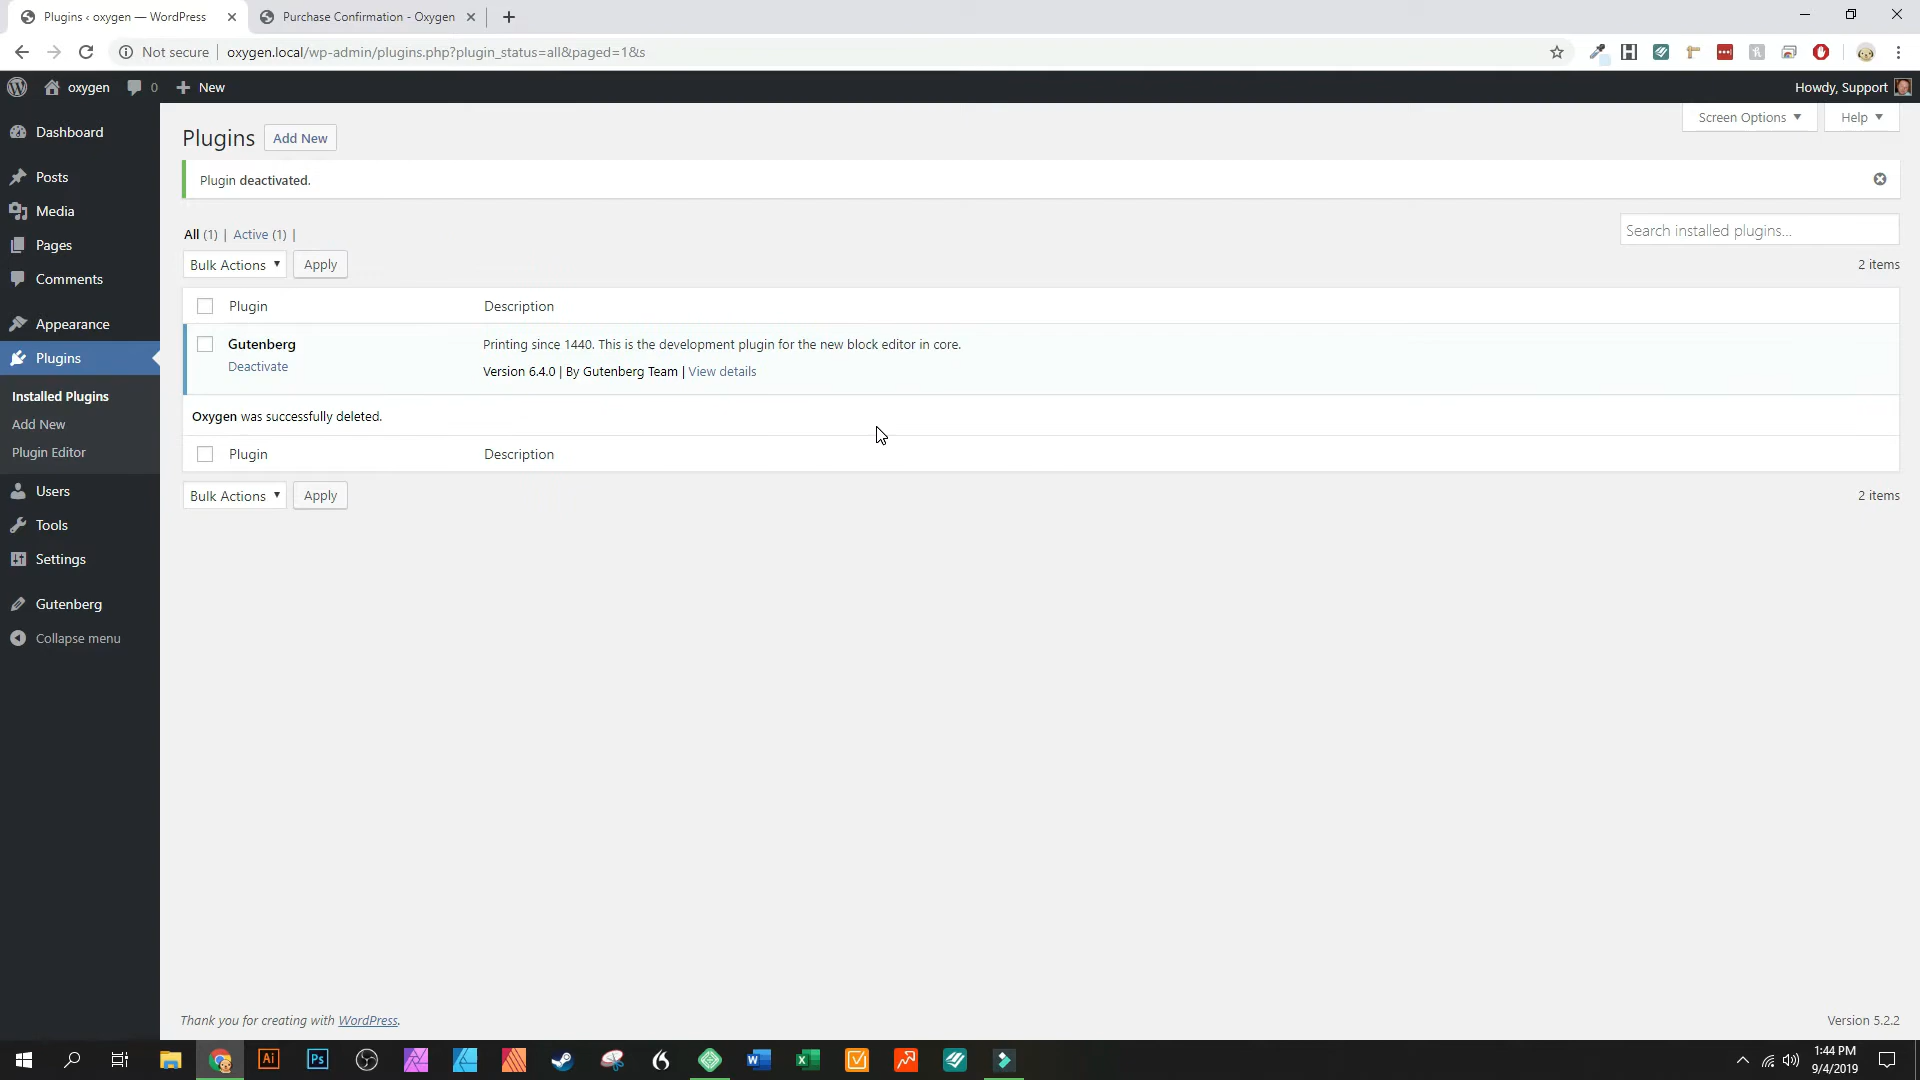 Plugins ‹ oxygen — WordPress
Purchase Confirmation - Oxygen
Not secure
oxygen.local/wp-admin/plugins.php?plugin_status=all&paged=1&s
oxygen
0
New
Howdy, Support
Dashboard
Posts
Media
Pages
Comments
Appearance
Plugins
Installed Plugins
Add New
Plugin Editor
Users
Tools
Settings
Gutenberg
Collapse menu
Screen Options
Help
Plugins
Add New
Plugin deactivated.
All (1) | Active (1) |
Search installed plugins...
Bulk Actions
Apply
2 items
Plugin
Description
Gutenberg
Deactivate
Printing since 1440. This is the development plugin for the new block editor in core.
Version 6.4.0 | By Gutenberg Team | View details
Oxygen was successfully deleted.
Plugin
Description
Bulk Actions
Apply
2 items
Thank you for creating with WordPress.
Version 5.2.2
Ai
Ps
W
X
1:44 PM
9/4/2019